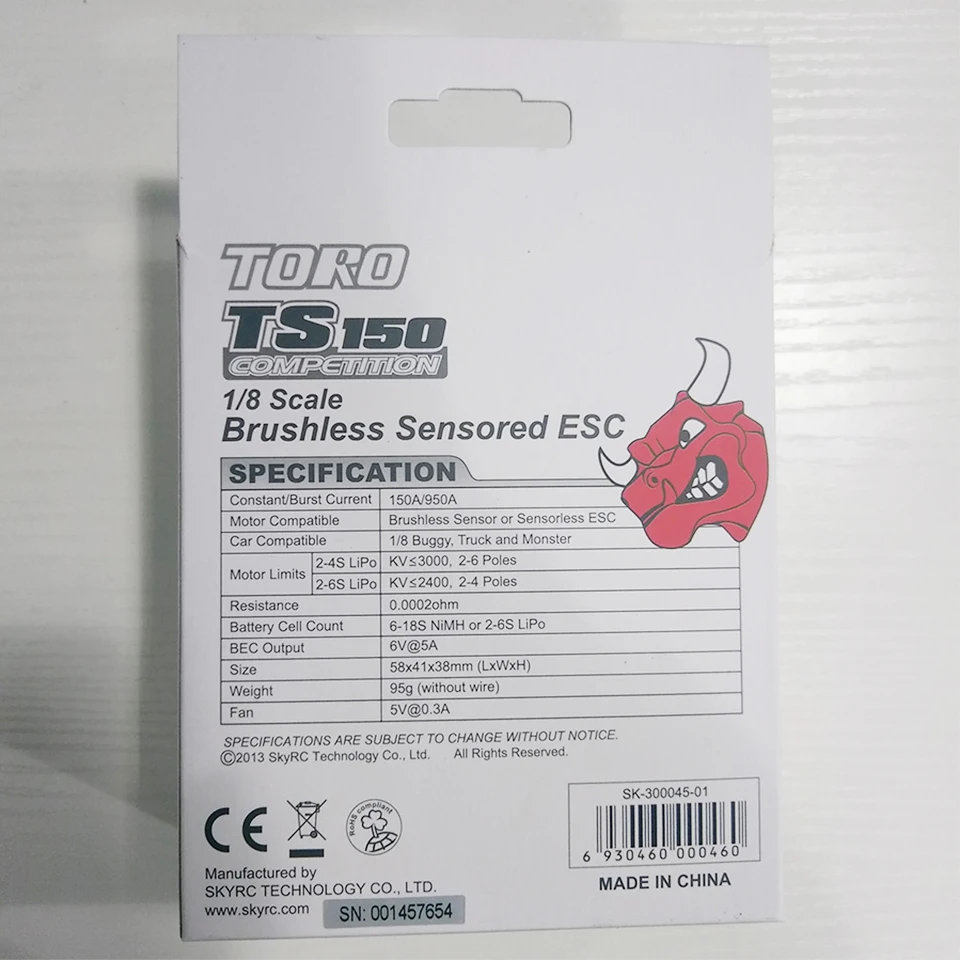 TORO
TS 150
COMPETITION
1/8 Scale
Brushless Sensored ESC
SPECIFICATION
Constant/Burst Current 150A/950A
Motor Compatible Brushless Sensor or Sensorless ESC
Car Compatible 1/8 Buggy, Truck and Monster
Motor Limits 2-4S LiPo KV≤3000, 2-6 Poles
2-6S LiPo KV≤2400, 2-4 Poles
Resistance 0.0002ohm
Battery Cell Count 6-18S NiMH or 2-6S LiPo
BEC Output 6V@5A
Size 58x41x38mm (LxWxH)
Weight 95g (without wire)
Fan 5V@0.3A
SPECIFICATIONS ARE SUBJECT TO CHANGE WITHOUT NOTICE.
©2013 SkyRC Technology Co., Ltd. All Rights Reserved.
SK-300045-01
6 930460 000460
CE
RoHS compliant
MADE IN CHINA
Manufactured by
SKYRC TECHNOLOGY CO., LTD.
www.skyrc.com
SN: 001457654